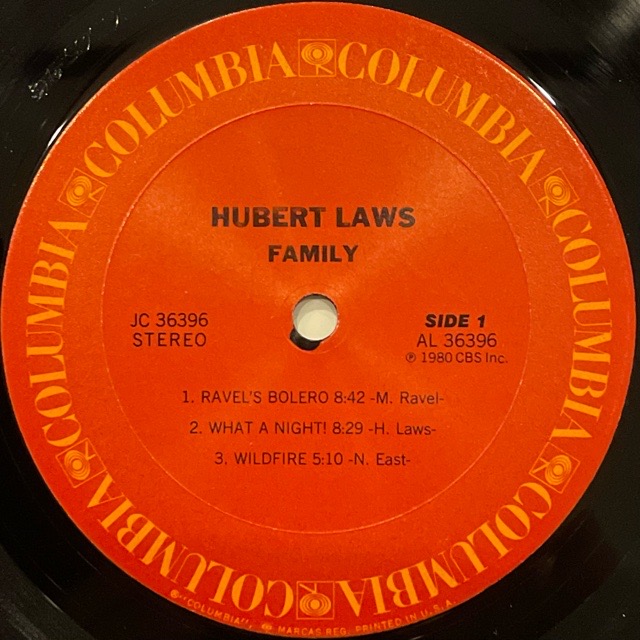 COLUMBIA COLUMBIA COLUMBIA COLUMBIA COLUMBIA COLUMBIA COLUMBIA
HUBERT LAWS
FAMILY
JC 36396
STEREO
SIDE 1
AL 36396
℗ 1980 CBS Inc.
1. RAVEL'S BOLERO 8:42 -M. Ravel-
2. WHAT A NIGHT! 8:29 -H. Laws-
3. WILDFIRE 5:10 -N. East-
®"COLUMBIA", MARCAS REG. PRINTED IN U.S.A.